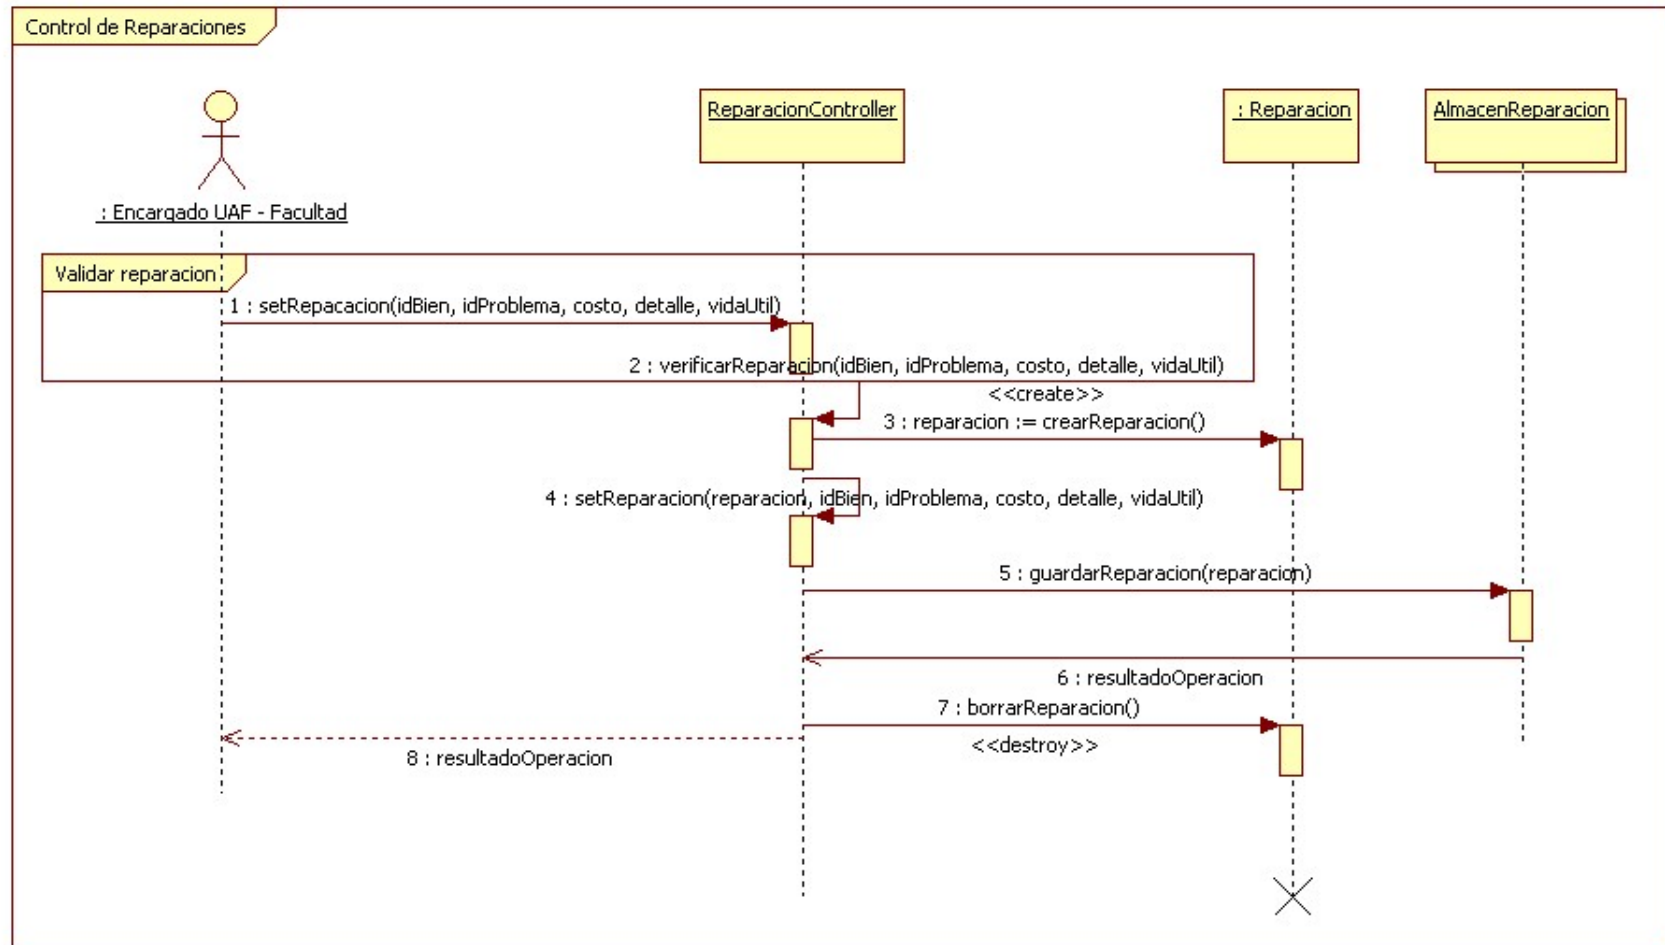 Control de Reparaciones
ReparacionController
: Reparacion
AlmacenReparacion
: Encargado UAF - Facultad
Validar reparacion
1 : setRepacacion(idBien, idProblema, costo, detalle, vidaUtil)
2 : verificarReparacion(idBien, idProblema, costo, detalle, vidaUtil)
<<create>>
3 : reparacion := crearReparacion()
4 : setReparacion(reparacion, idBien, idProblema, costo, detalle, vidaUtil)
5 : guardarReparacion(reparacion)
6 : resultadoOperacion
7 : borrarReparacion()
<<destroy>>
8 : resultadoOperacion